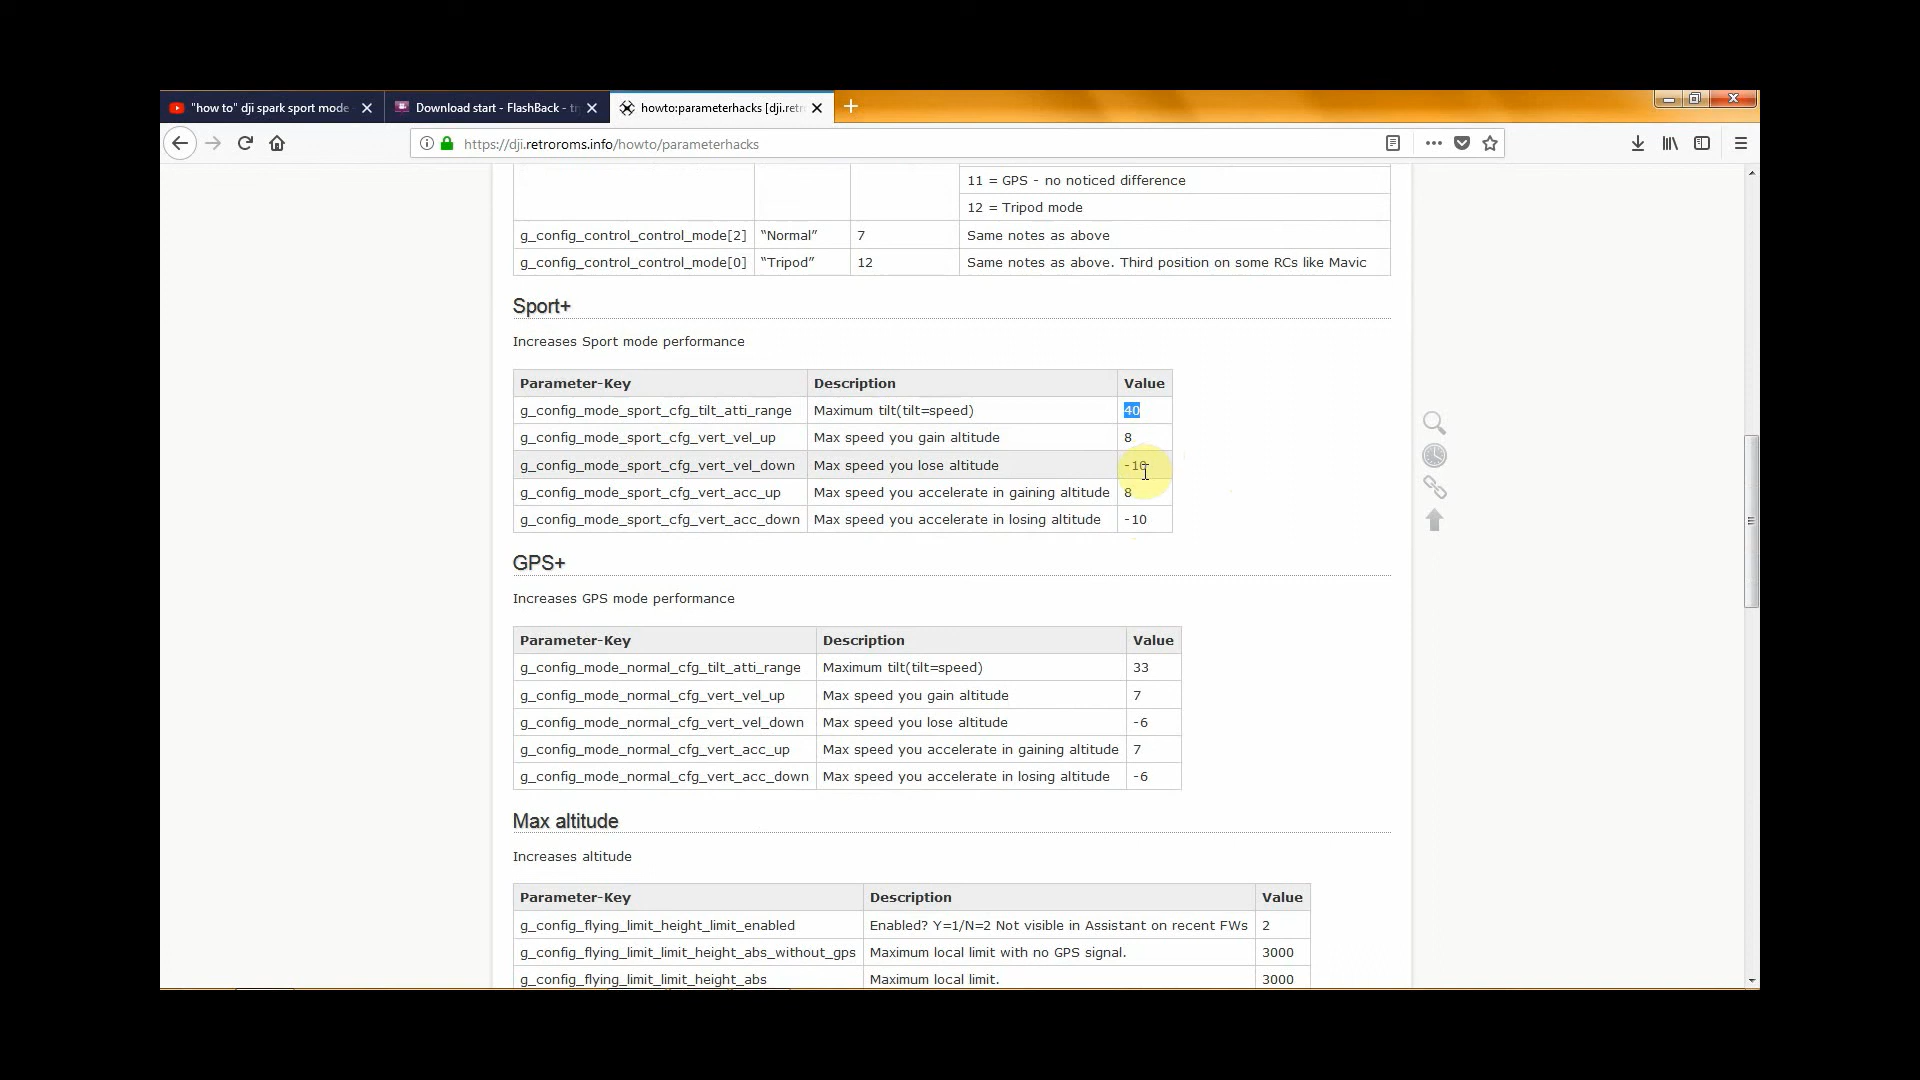 "how to" dji spark sport mode
Download start - FlashBack - tr
howto:parameterhacks [dji.retr
https://dji.retroroms.info/howto/parameterhacks
11 = GPS - no noticed difference
12 = Tripod mode
g_config_control_control_mode[2] “Normal” 7 Same notes as above
g_config_control_control_mode[0] “Tripod” 12 Same notes as above. Third position on some RCs like Mavic
Sport+
Increases Sport mode performance
Parameter-Key Description Value
g_config_mode_sport_cfg_tilt_atti_range Maximum tilt(tilt=speed) 40
g_config_mode_sport_cfg_vert_vel_up Max speed you gain altitude 8
g_config_mode_sport_cfg_vert_vel_down Max speed you lose altitude -10
g_config_mode_sport_cfg_vert_acc_up Max speed you accelerate in gaining altitude 8
g_config_mode_sport_cfg_vert_acc_down Max speed you accelerate in losing altitude -10
GPS+
Increases GPS mode performance
Parameter-Key Description Value
g_config_mode_normal_cfg_tilt_atti_range Maximum tilt(tilt=speed) 33
g_config_mode_normal_cfg_vert_vel_up Max speed you gain altitude 7
g_config_mode_normal_cfg_vert_vel_down Max speed you lose altitude -6
g_config_mode_normal_cfg_vert_acc_up Max speed you accelerate in gaining altitude 7
g_config_mode_normal_cfg_vert_acc_down Max speed you accelerate in losing altitude -6
Max altitude
Increases altitude
Parameter-Key Description Value
g_config_flying_limit_height_limit_enabled Enabled? Y=1/N=2 Not visible in Assistant on recent FWs 2
g_config_flying_limit_limit_height_abs_without_gps Maximum local limit with no GPS signal. 3000
g_config_flying_limit_limit_height_abs Maximum local limit. 3000